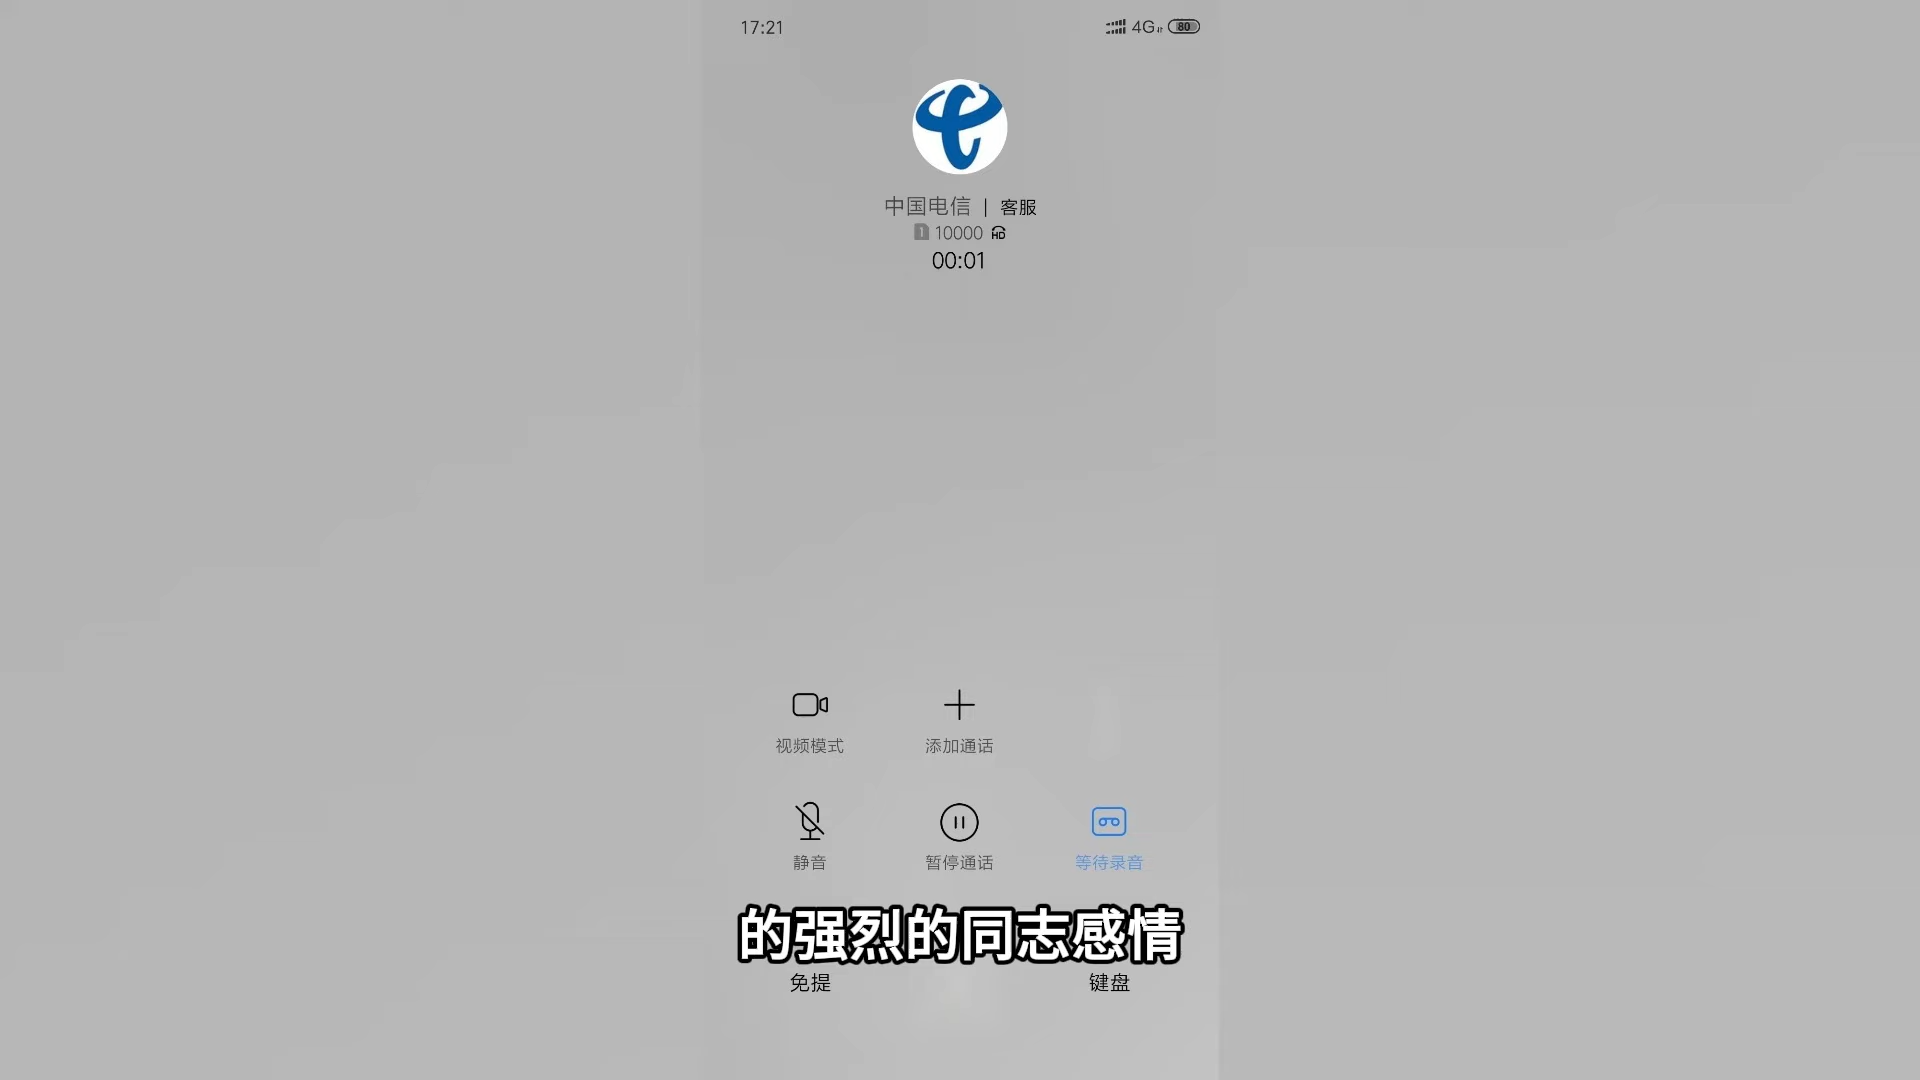 17:21
4G 80
中国电信 | 客服
1 10000 HD
00:01
视频模式 添加通话
静音 暂停通话 等待录音
的强烈的同志感情
免提 键盘